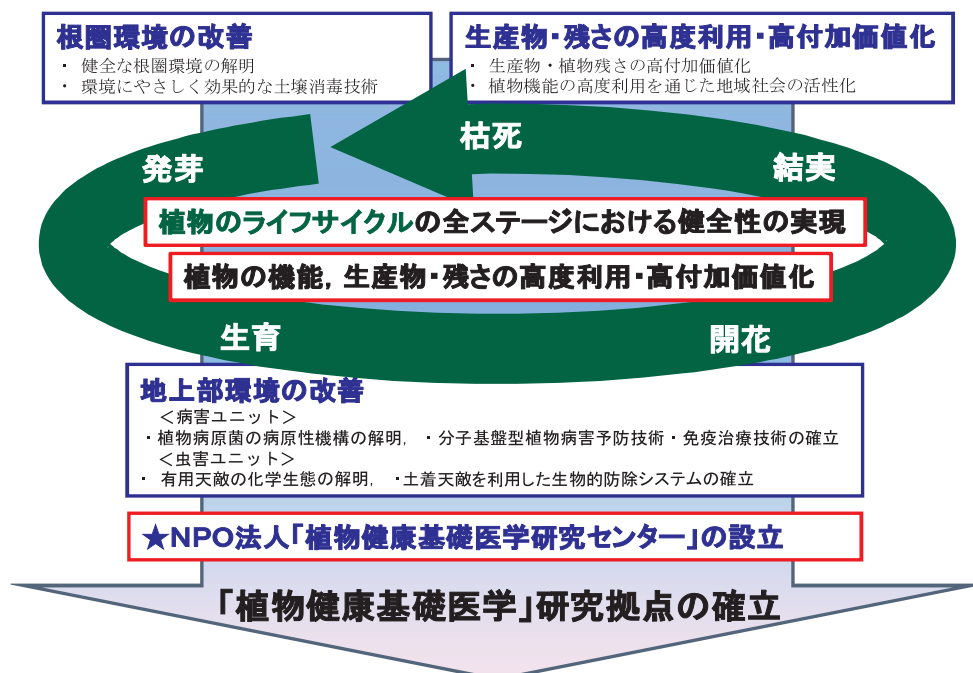 根圏環境の改善
・ 健全な根圏環境の解明
・ 環境にやさしく効果的な土壌消毒技術
生産物・残さの高度利用・高付加価値化
・ 生産物・植物残さの高付加価値化
・ 植物機能の高度利用を通じた地域社会の活性化
枯死
発芽
結実
植物のライフサイクルの全ステージにおける健全性の実現
植物の機能，生産物・残さの高度利用・高付加価値化
生育
開花
地上部環境の改善
＜病害ユニット＞
・植物病原菌の病原性機構の解明， ・分子基盤型植物病害予防技術・免疫治療技術の確立
＜虫害ユニット＞
・ 有用天敵の化学生態の解明， ・土着天敵を利用した生物的防除システムの確立
★NPO法人「植物健康基礎医学研究センター」の設立
「植物健康基礎医学」研究拠点の確立